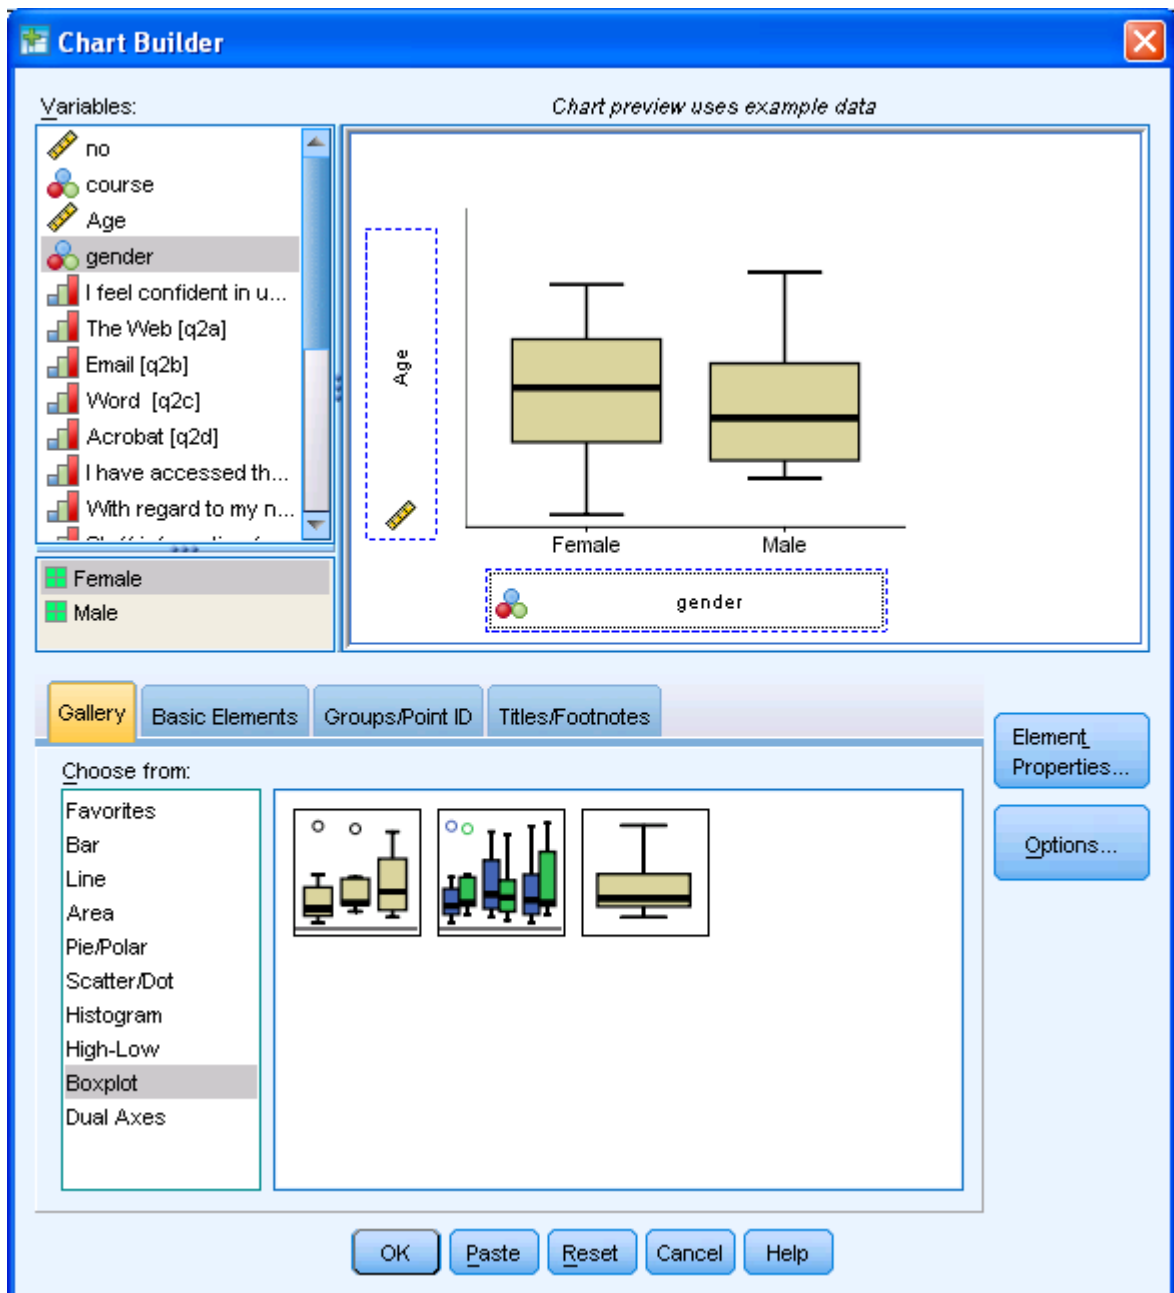 Chart Builder
Variables:
Chart preview uses example data
no
course
Age
gender
I feel confident in u...
The Web [q2a]
Email [q2b]
Word [q2c]
Acrobat [q2d]
I have accessed th...
With regard to my n...
Female
Male
Age
Female Male
gender
Gallery Basic Elements Groups/Point ID Titles/Footnotes
Element Properties...
Options...
Choose from:
Favorites
Bar
Line
Area
Pie/Polar
Scatter/Dot
Histogram
High-Low
Boxplot
Dual Axes
OK Paste Reset Cancel Help